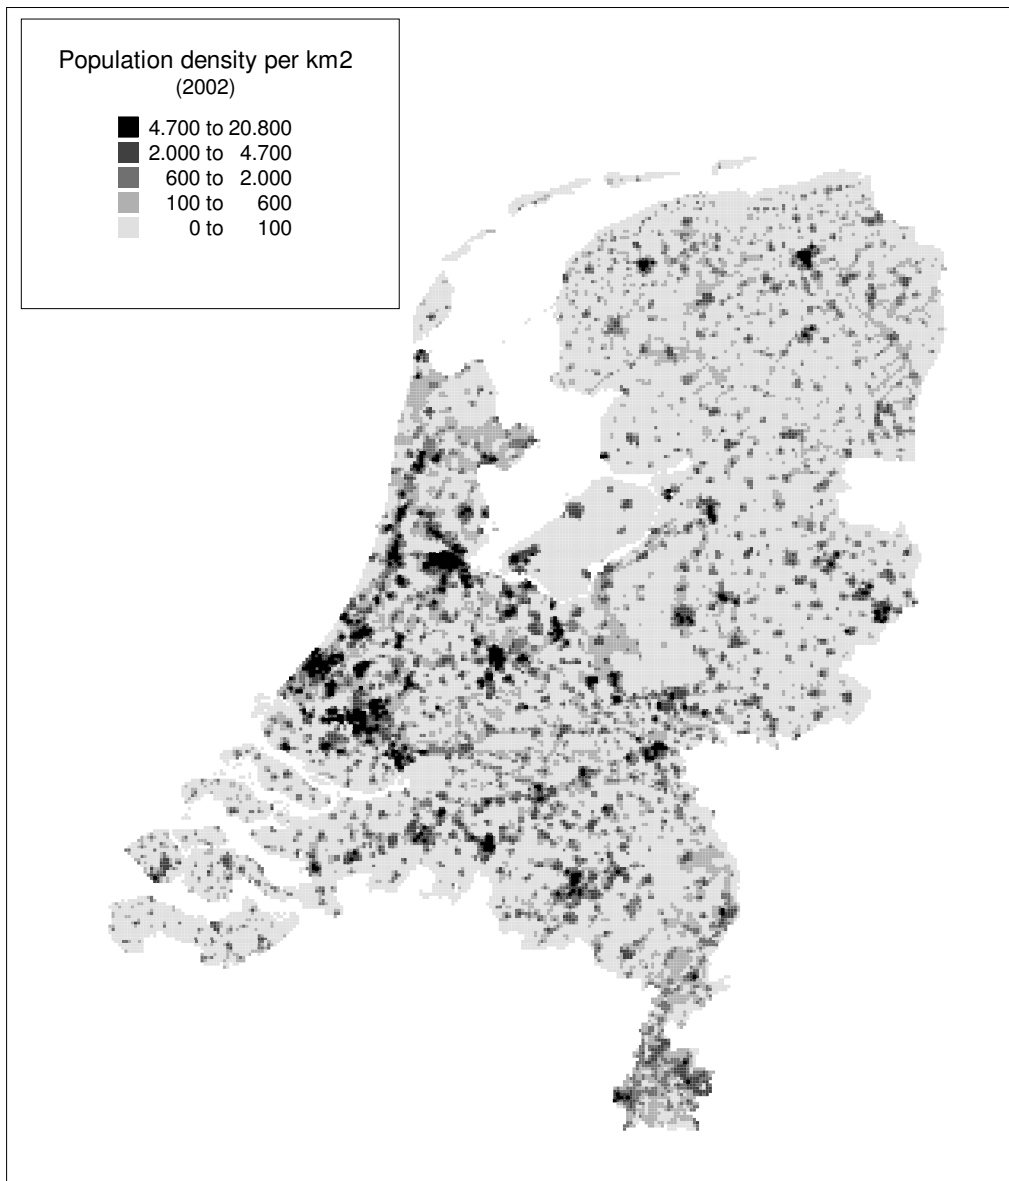 Population density per km2
(2002)
4.700 to 20.800
2.000 to 4.700
600 to 2.000
100 to 600
0 to 100